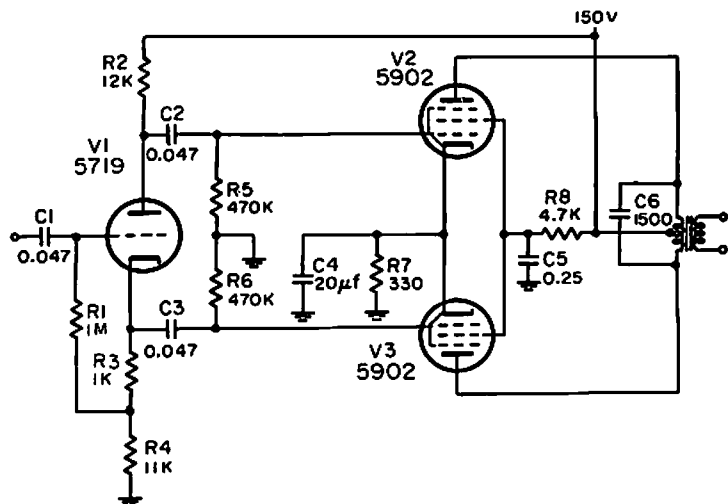 150V
R2
12K
C2
0.047
V2
5902
V1
5719
C1
0.047
R5
470K
R8
4.7K
C6
1500
R1
1M
R6
470K
C4
20μf
R7
330
C5
0.25
C3
0.047
R3
1K
V3
5902
R4
11K